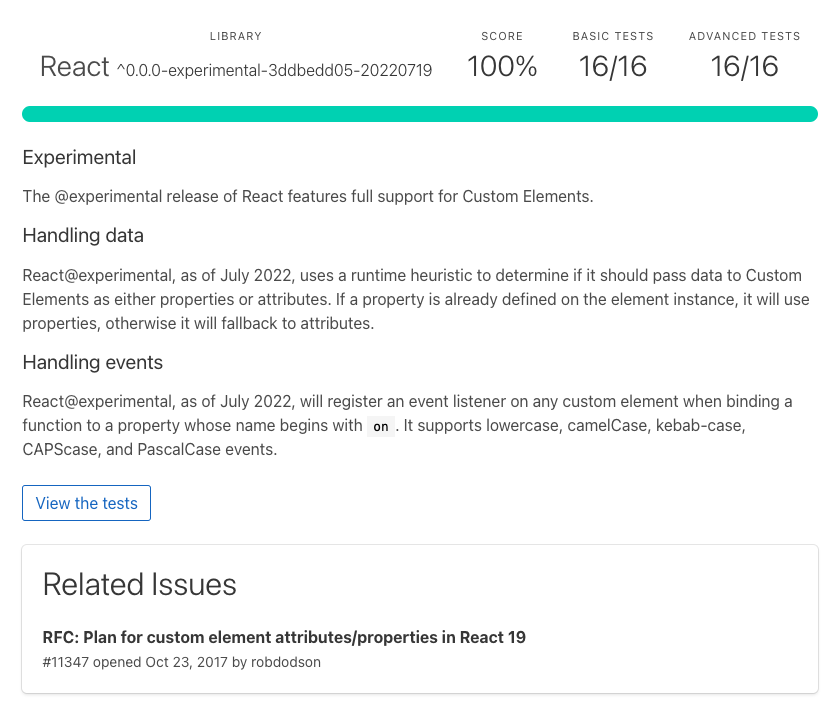 LIBRARY SCORE BASIC TESTS ADVANCED TESTS
React ^0.0.0-experimental-3ddbedd05-20220719 100% 16/16 16/16
Experimental
The @experimental release of React features full support for Custom Elements.
Handling data
React@experimental, as of July 2022, uses a runtime heuristic to determine if it should pass data to Custom
Elements as either properties or attributes. If a property is already defined on the element instance, it will use
properties, otherwise it will fallback to attributes.
Handling events
React@experimental, as of July 2022, will register an event listener on any custom element when binding a
function to a property whose name begins with on. It supports lowercase, camelCase, kebab-case,
CAPScase, and PascalCase events.
View the tests
Related Issues
RFC: Plan for custom element attributes/properties in React 19
#11347 opened Oct 23, 2017 by robdodson